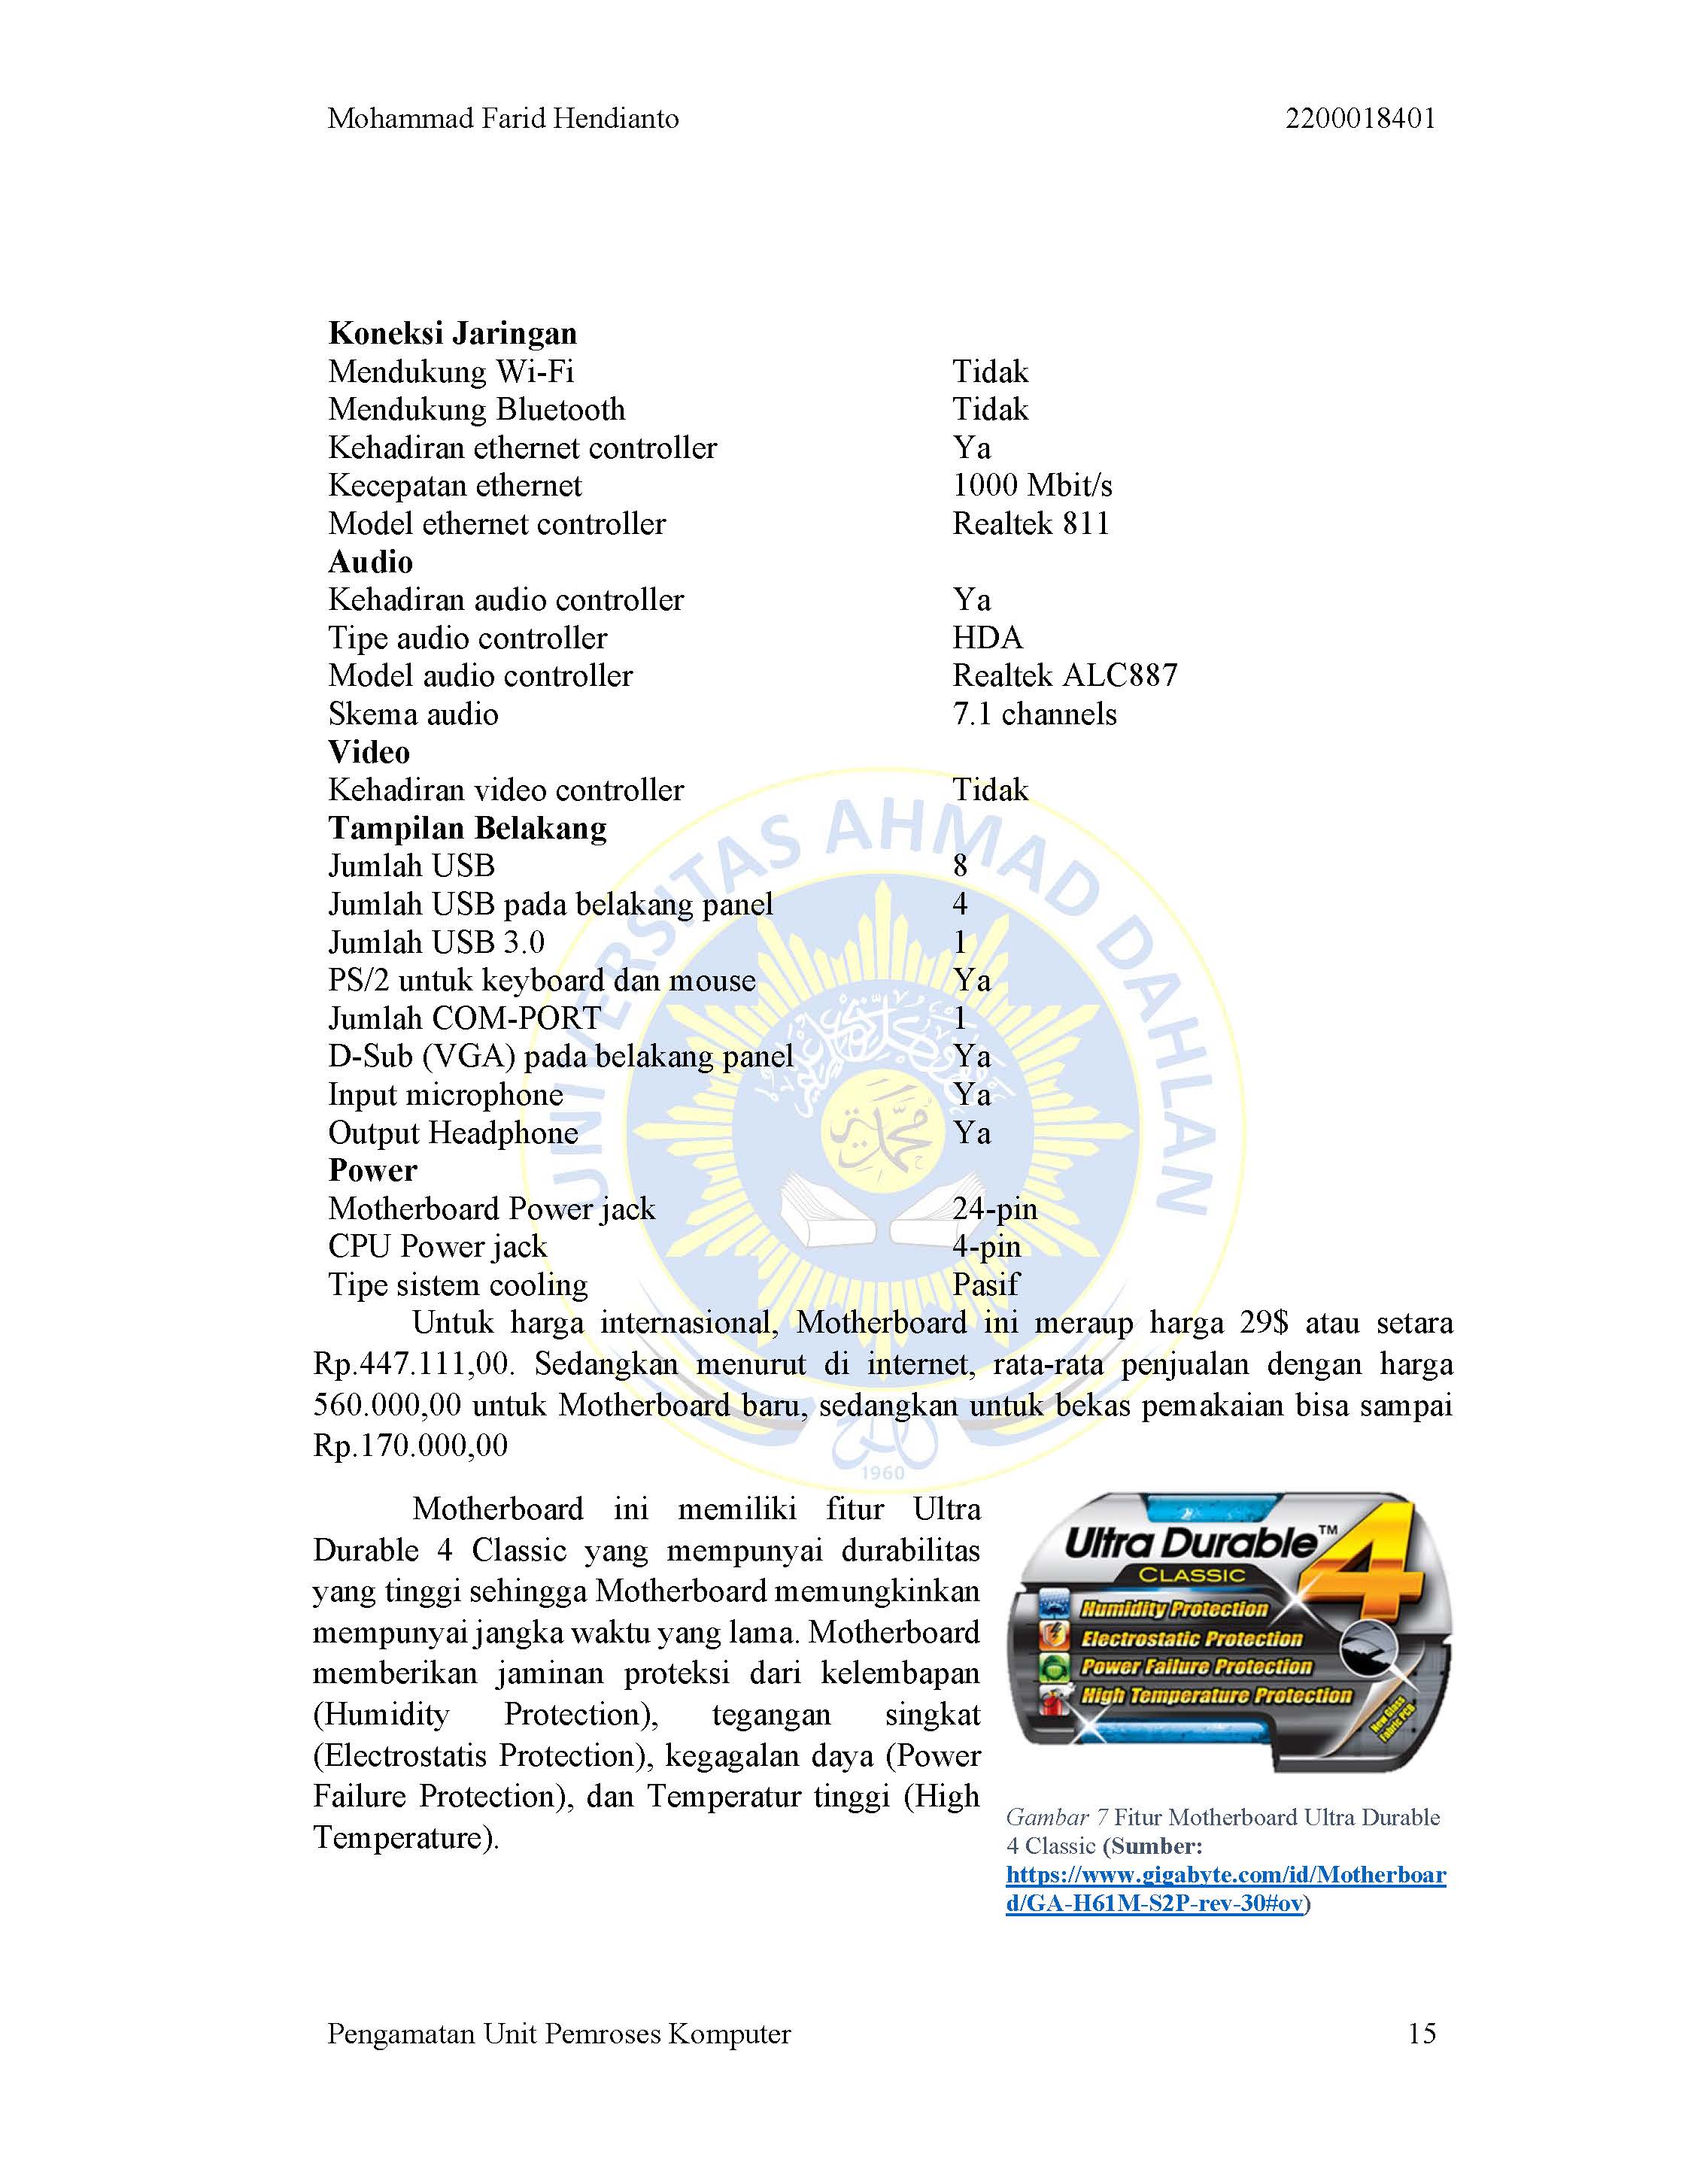 Mohammad Farid Hendianto 2200018401
Koneksi Jaringan
Mendukung Wi-Fi Tidak
Mendukung Bluetooth Tidak
Kehadiran ethernet controller Ya
Kecepatan ethernet 1000 Mbit/s
Model ethernet controller Realtek 811
Audio
Kehadiran audio controller Ya
Tipe audio controller HDA
Model audio controller Realtek ALC887
Skema audio 7.1 channels
Video
Kehadiran video controller Tidak
Tampilan Belakang
Jumlah USB 8
Jumlah USB pada belakang panel 4
Jumlah USB 3.0 1
PS/2 untuk keyboard dan mouse Ya
Jumlah COM-PORT 1
D-Sub (VGA) pada belakang panel Ya
Input microphone Ya
Output Headphone Ya
Power
Motherboard Power jack 24-pin
CPU Power jack 4-pin
Tipe sistem cooling Pasif
UNIVERSITAS AHMAD DAHLAN
محمد
1960
Untuk harga internasional, Motherboard ini meraup harga 29$ atau setara
Rp.447.111,00. Sedangkan menurut di internet, rata-rata penjualan dengan harga
560.000,00 untuk Motherboard baru, sedangkan untuk bekas pemakaian bisa sampai
Rp.170.000,00
Motherboard ini memiliki fitur Ultra
Durable 4 Classic yang mempunyai durabilitas
yang tinggi sehingga Motherboard memungkinkan
mempunyai jangka waktu yang lama. Motherboard
memberikan jaminan proteksi dari kelembapan
(Humidity Protection), tegangan singkat
(Electrostatis Protection), kegagalan daya (Power
Failure Protection), dan Temperatur tinggi (High
Temperature).
Ultra Durable™ 4
CLASSIC
Humidity Protection
Electrostatic Protection
Power Failure Protection
High Temperature Protection
New Glass
Fabric PCB
Gambar 7 Fitur Motherboard Ultra Durable
4 Classic (Sumber:
https://www.gigabyte.com/id/Motherboar
d/GA-H61M-S2P-rev-30#ov)
Pengamatan Unit Pemroses Komputer 15